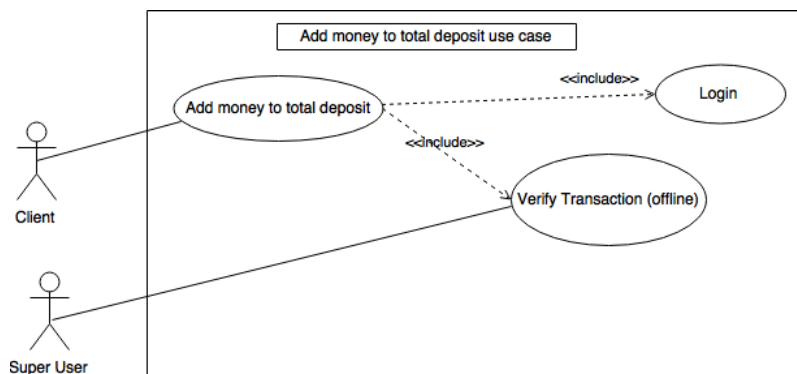 Add money to total deposit use case
<<include>>
Login
Add money to total deposit
<<include>>
Client
Verify Transaction (offline)
Super User